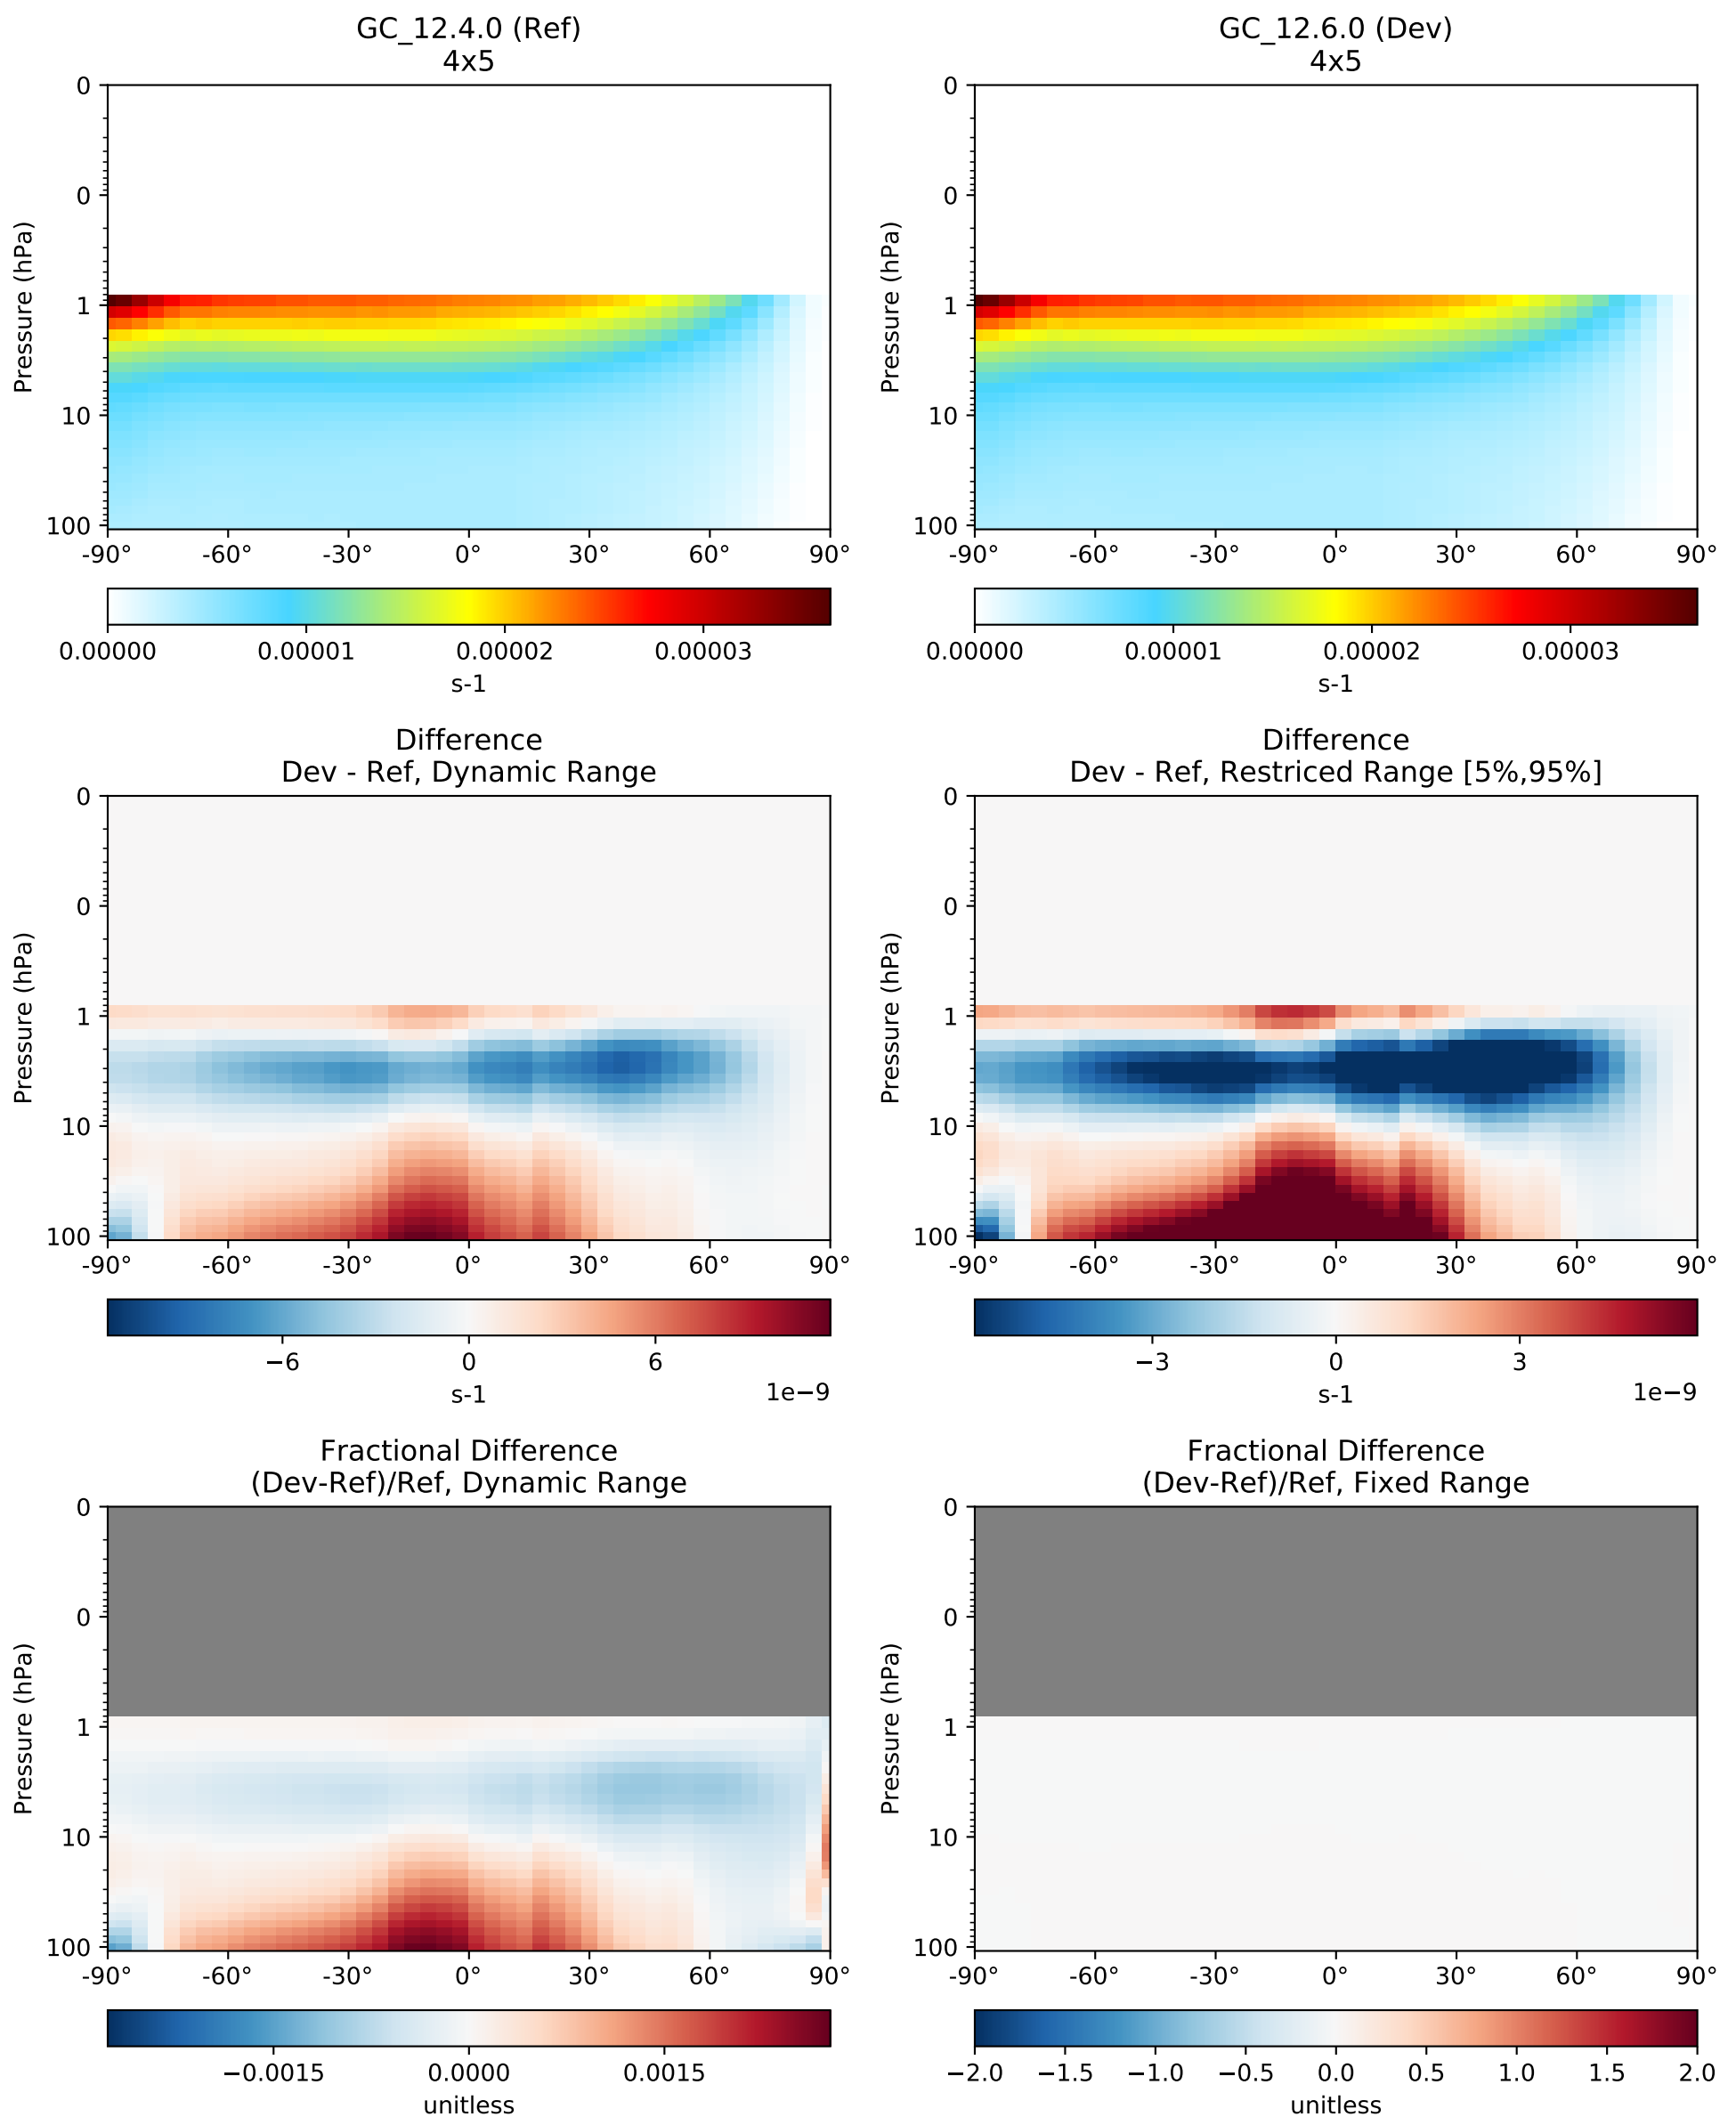 GC_12.4.0 (Ref)
4x5
GC_12.6.0 (Dev)
4x5
Pressure (hPa)
0
0
1
10
100
-90° -60° -30° 0° 30° 60° 90°
0.00000 0.00001 0.00002 0.00003
s-1
Pressure (hPa)
0
0
1
10
100
-90° -60° -30° 0° 30° 60° 90°
0.00000 0.00001 0.00002 0.00003
s-1
Difference
Dev - Ref, Dynamic Range
Difference
Dev - Ref, Restriced Range [5%,95%]
Pressure (hPa)
0
0
1
10
100
-90° -60° -30° 0° 30° 60° 90°
−6 0 6
s-1
1e−9
Pressure (hPa)
0
0
1
10
100
-90° -60° -30° 0° 30° 60° 90°
−3 0 3
s-1
1e−9
Fractional Difference
(Dev-Ref)/Ref, Dynamic Range
Fractional Difference
(Dev-Ref)/Ref, Fixed Range
Pressure (hPa)
0
0
1
10
100
-90° -60° -30° 0° 30° 60° 90°
−0.0015 0.0000 0.0015
unitless
Pressure (hPa)
0
0
1
10
100
-90° -60° -30° 0° 30° 60° 90°
−2.0 −1.5 −1.0 −0.5 0.0 0.5 1.0 1.5 2.0
unitless